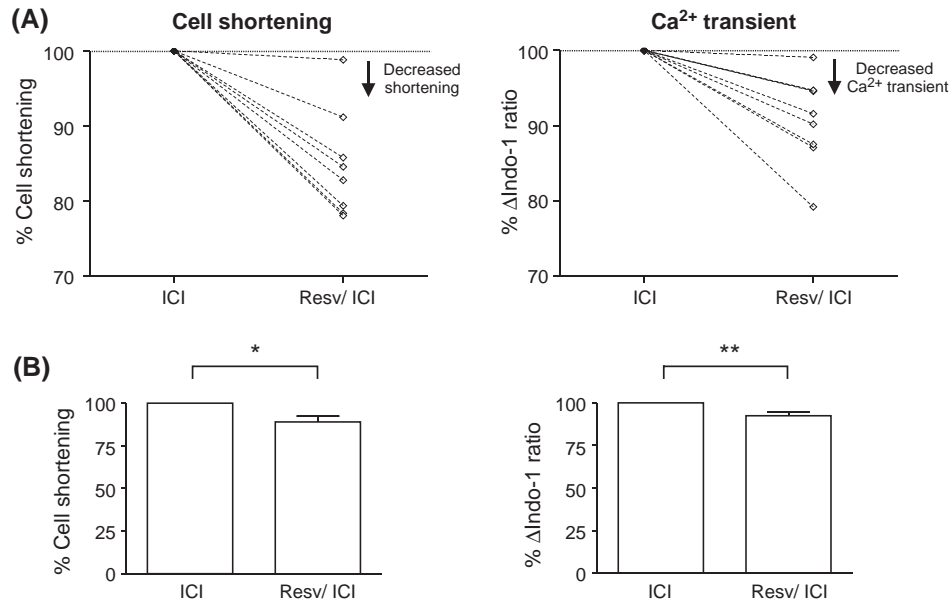 (A)
Cell shortening
% Cell shortening
100
90
80
70
Decreased
shortening
ICI
Resv/ ICI
Ca²⁺ transient
% ΔIndo-1 ratio
100
90
80
70
Decreased
Ca²⁺ transient
ICI
Resv/ ICI
(B)
% Cell shortening
100
75
50
25
0
*
ICI
Resv/ ICI
% ΔIndo-1 ratio
100
75
50
25
0
**
ICI
Resv/ ICI